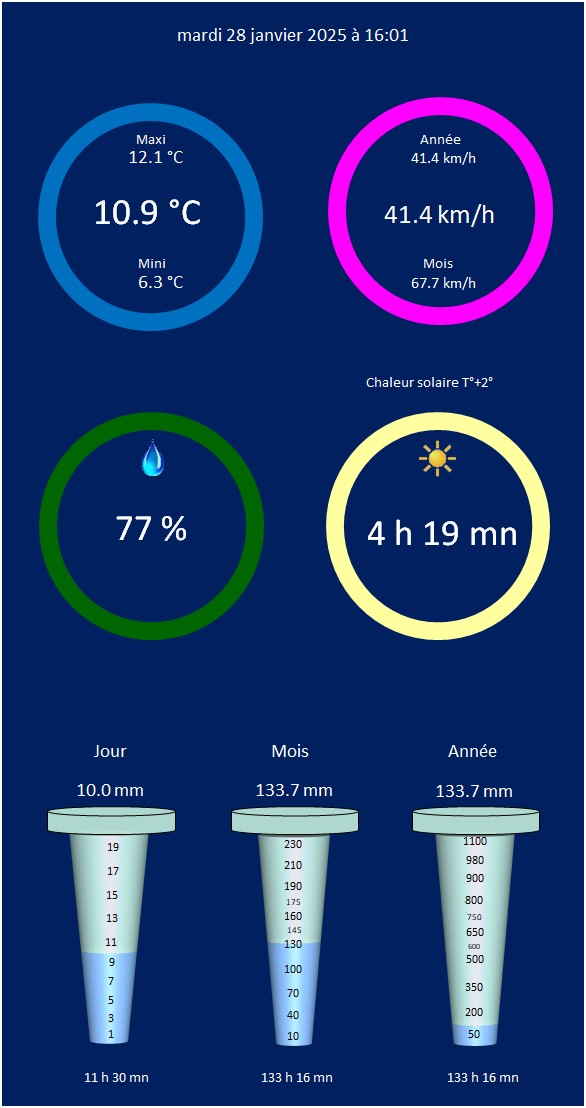 mardi 28 janvier 2025 à 16:01
Maxi
12.1 °C
10.9 °C
Mini
6.3 °C
Année
41.4 km/h
41.4 km/h
Mois
67.7 km/h
Chaleur solaire T°+2°
77 %
4 h 19 mn
Jour
10.0 mm
19
17
15
13
11
9
7
5
3
1
11 h 30 mn
Mois
133.7 mm
230
210
190
175
160
145
130
100
70
40
10
133 h 16 mn
Année
133.7 mm
1100
980
900
800
750
650
600
500
350
200
50
133 h 16 mn